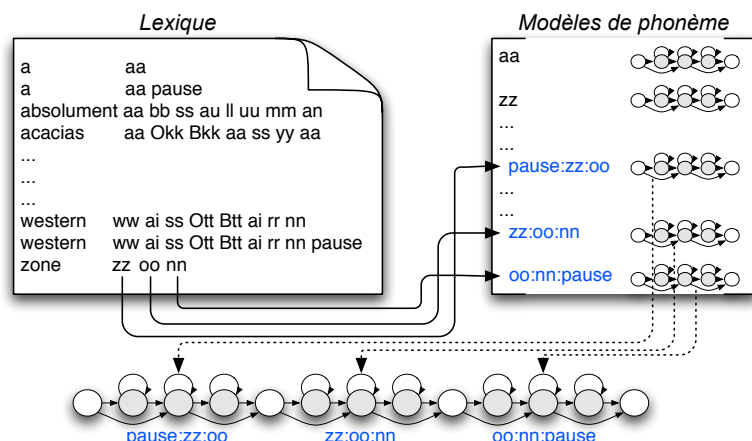 Lexique
a aa
a aa pause
absolument aa bb ss au ll uu mm an
acacias aa Okk Bkk aa ss yy aa
...
...
...
western ww ai ss Ott Btt ai rr nn
western ww ai ss Ott Btt ai rr nn pause
zone zz oo nn
Modèles de phonème
aa
zz
...
...
pause:zz:oo
...
...
zz:oo:nn
oo:nn:pause
pause:zz:oo zz:oo:nn oo:nn:pause